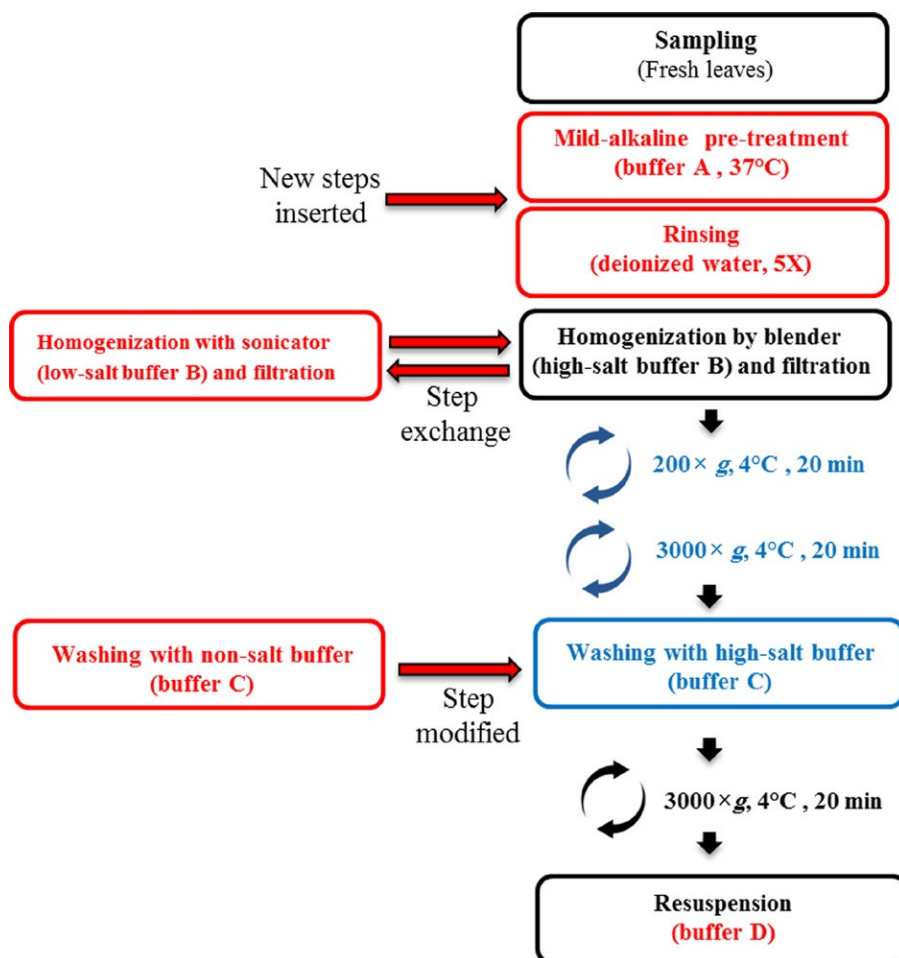 Sampling
(Fresh leaves)
Mild-alkaline pre-treatment
(buffer A , 37°C)
New steps
inserted
Rinsing
(deionized water, 5X)
Homogenization with sonicator
(low-salt buffer B) and filtration
Homogenization by blender
(high-salt buffer B) and filtration
Step
exchange
200 × g, 4°C , 20 min
3000 × g, 4°C , 20 min
Washing with non-salt buffer
(buffer C)
Washing with high-salt buffer
(buffer C)
Step
modified
3000 × g, 4°C , 20 min
Resuspension
(buffer D)